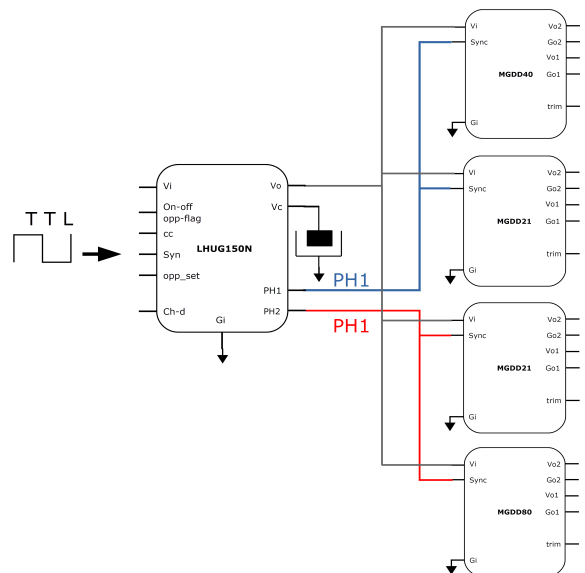 TTL
Vi
On-off
opp-flag
cc
Syn
opp_set
Ch-d
LHUG150N
Vo
Vc
PH1
PH2
Gi
PH1
PH1
Vi
Sync
MGDD40
Gi
Vo2
Go2
Vo1
Go1
trim
Vi
Sync
MGDD21
Gi
Vo2
Go2
Vo1
Go1
trim
Vi
Sync
MGDD21
Gi
Vo2
Go2
Vo1
Go1
trim
Vi
Sync
MGDD80
Gi
Vo2
Go2
Vo1
Go1
trim